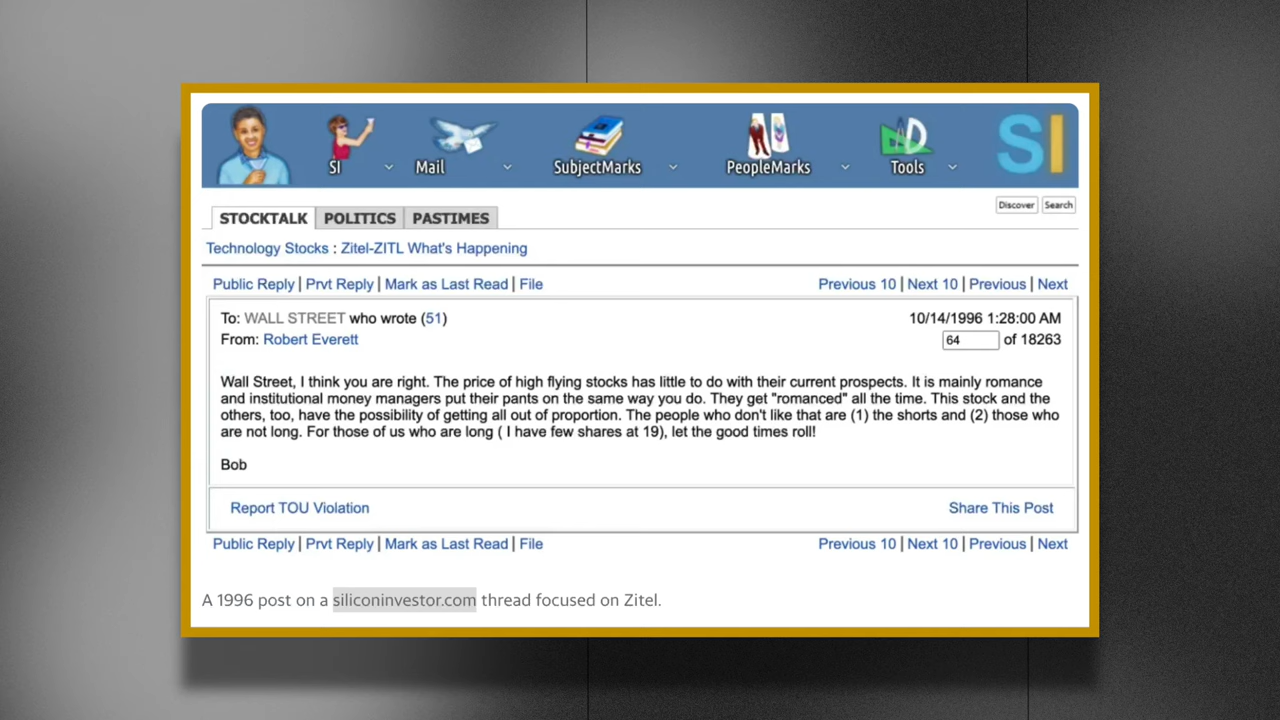 SI
Mail
SubjectMarks
PeopleMarks
Tools
SI
Discover
Search
STOCKTALK
POLITICS
PASTIMES
Technology Stocks : Zitel-ZITL What's Happening
Public Reply | Prvt Reply | Mark as Last Read | File
Previous 10 | Next 10 | Previous | Next
To: WALL STREET who wrote (51)
10/14/1996 1:28:00 AM
From: Robert Everett
64 of 18263
Wall Street, I think you are right. The price of high flying stocks has little to do with their current prospects. It is mainly romance
and institutional money managers put their pants on the same way you do. They get "romanced" all the time. This stock and the
others, too, have the possibility of getting all out of proportion. The people who don't like that are (1) the shorts and (2) those who
are not long. For those of us who are long ( I have few shares at 19), let the good times roll!
Bob
Report TOU Violation
Share This Post
Public Reply | Prvt Reply | Mark as Last Read | File
Previous 10 | Next 10 | Previous | Next
A 1996 post on a siliconinvestor.com thread focused on Zitel.